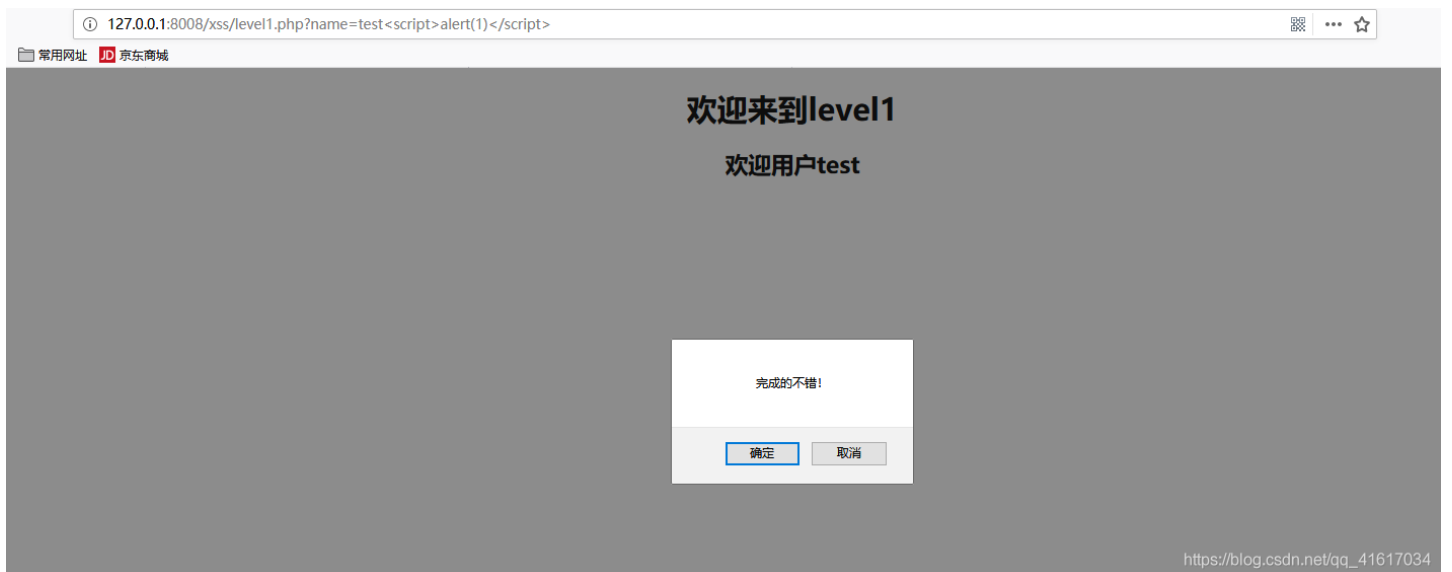 127.0.0.1:8008/xss/level1.php?name=test<script>alert(1)</script>
常用网址 JD 京东商城
欢迎来到level1
欢迎用户test
完成的不错!
确定 取消
https://blog.csdn.net/qq_41617034